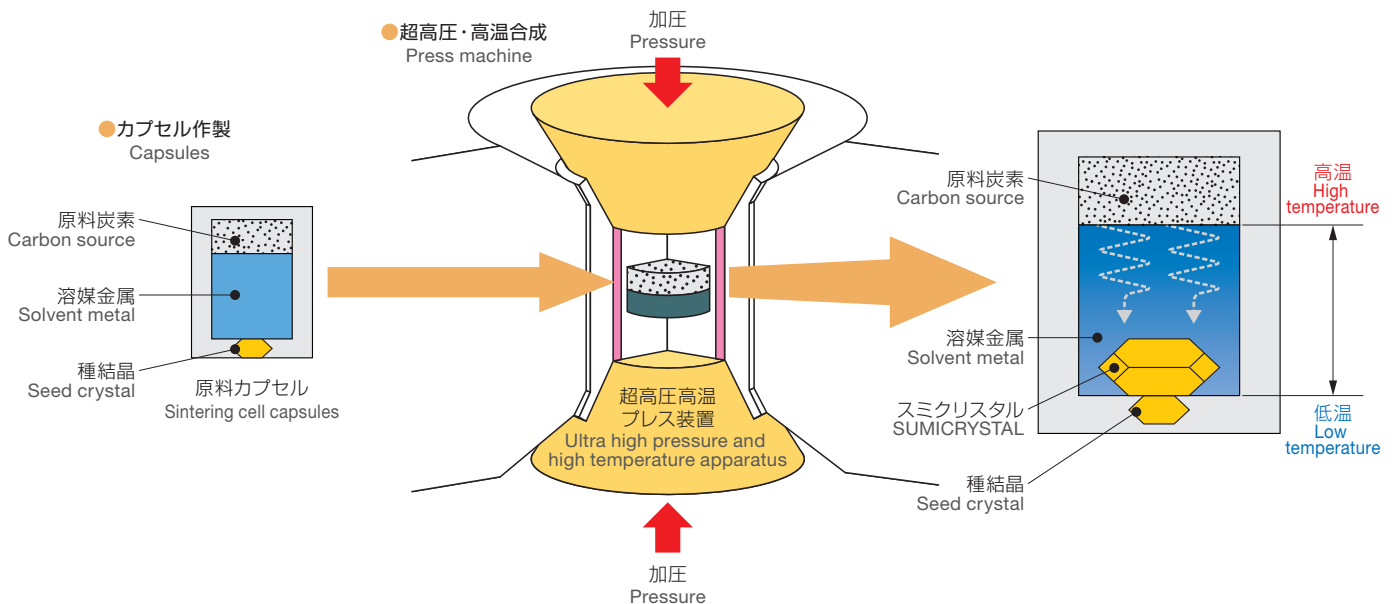 ●カプセル作製
Capsules
原料炭素
Carbon source
溶媒金属
Solvent metal
種結晶
Seed crystal
原料カプセル
Sintering cell capsules
●超高圧・高温合成
Press machine
加圧
Pressure
超高圧高温
プレス装置
Ultra high pressure and
high temperature apparatus
加圧
Pressure
原料炭素
Carbon source
溶媒金属
Solvent metal
スミクリスタル
SUMICRYSTAL
種結晶
Seed crystal
高温
High
temperature
低温
Low
temperature